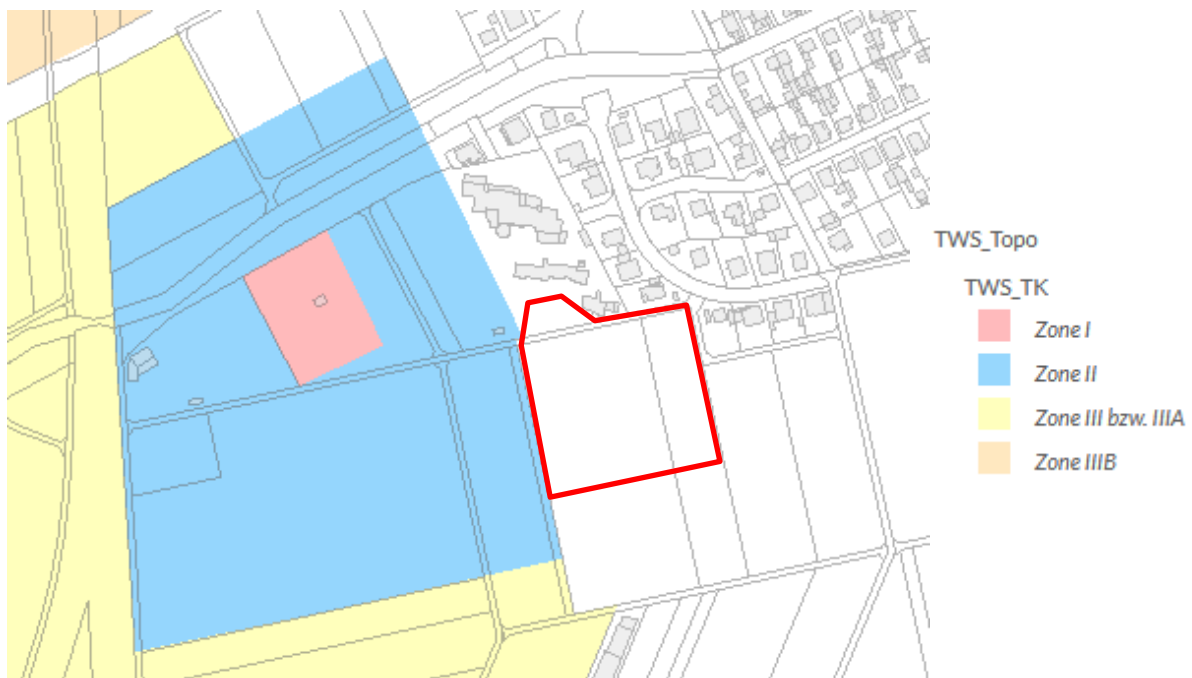 TWS_Topo
TWS_TK
Zone I
Zone II
Zone III bzw. IIIA
Zone IIIB